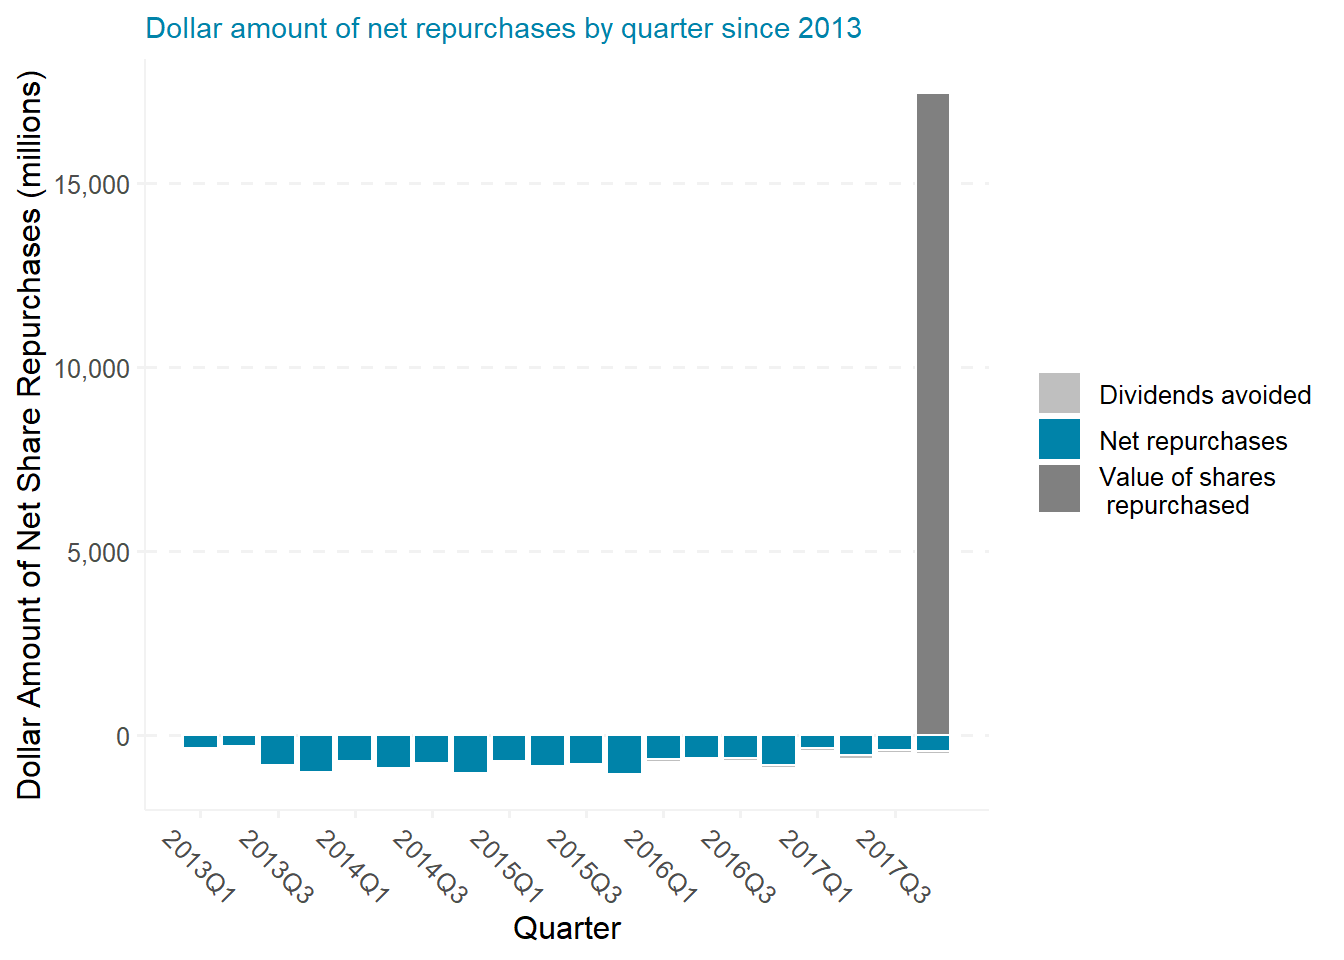 Dollar amount of net repurchases by quarter since 2013
Dollar Amount of Net Share Repurchases (millions)
15,000
10,000
5,000
0
2013Q1
2013Q3
2014Q1
2014Q3
2015Q1
2015Q3
2016Q1
2016Q3
2017Q1
2017Q3
Quarter
Dividends avoided
Net repurchases
Value of shares
repurchased